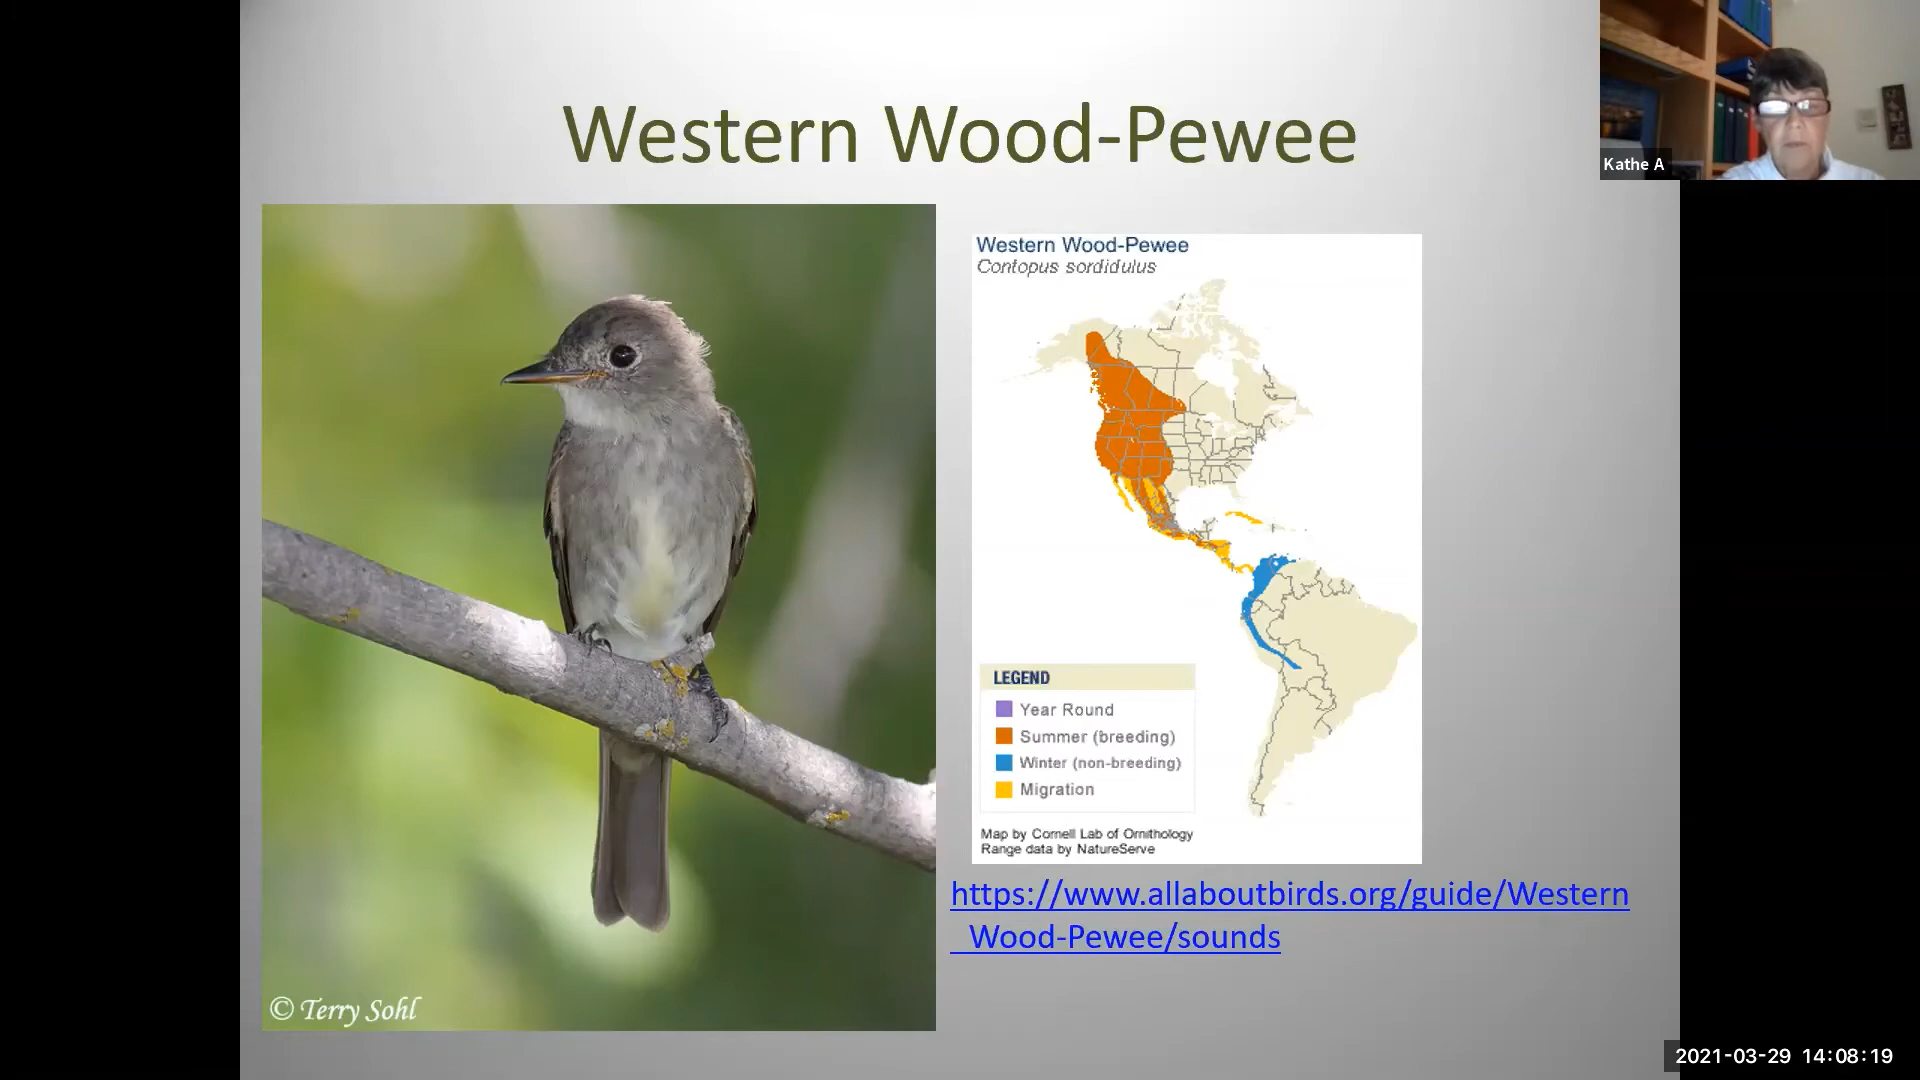 Western Wood-Pewee
Kathe A
Western Wood-Pewee
Contopus sordidulus
LEGEND
Year Round
Summer (breeding)
Winter (non-breeding)
Migration
Map by Cornell Lab of Ornithology
Range data by NatureServe
https://www.allaboutbirds.org/guide/Western
_Wood-Pewee/sounds
© Terry Sohl
2021-03-29 14:08:19